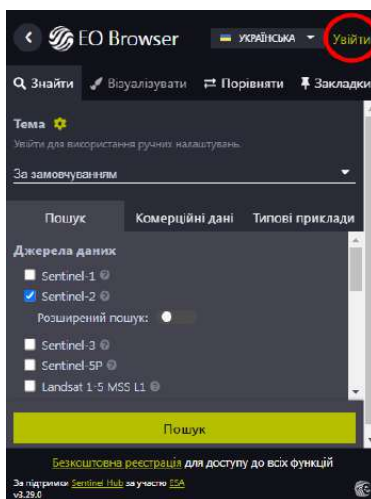 EO Browser УКРАЇНСЬКА Увійти
Знайти Візуалізувати Порівняти Закладки
Тема
Увійти для використання ручних налаштувань.
За замовчуванням
Пошук Комерційні дані Типові приклади
Джерела даних
Sentinel-1
Sentinel-2
Розширений пошук:
Sentinel-3
Sentinel-5P
Landsat 1-5 MSS L1
Пошук
Безкоштовна реєстрація для доступу до всіх функцій
За підтримки Sentinel Hub за участю ESA
v3.29.0